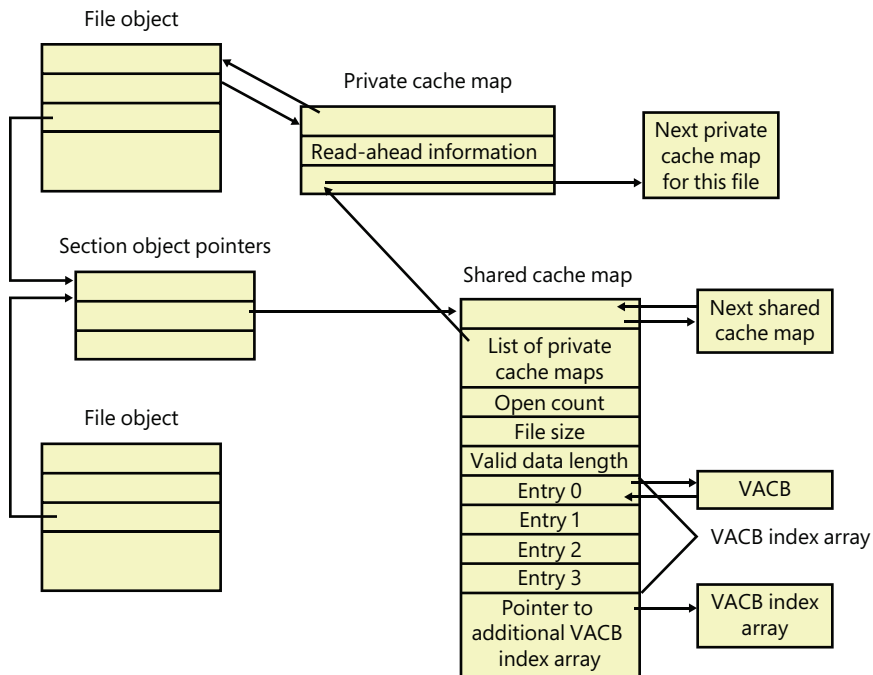 File object
Private cache map
Read-ahead information
Next private
cache map
for this file
Section object pointers
Shared cache map
Next shared
cache map
List of private
cache maps
Open count
File size
Valid data length
File object
Entry 0
VACB
Entry 1
VACB index array
Entry 2
Entry 3
Pointer to
additional VACB
index array
VACB index
array